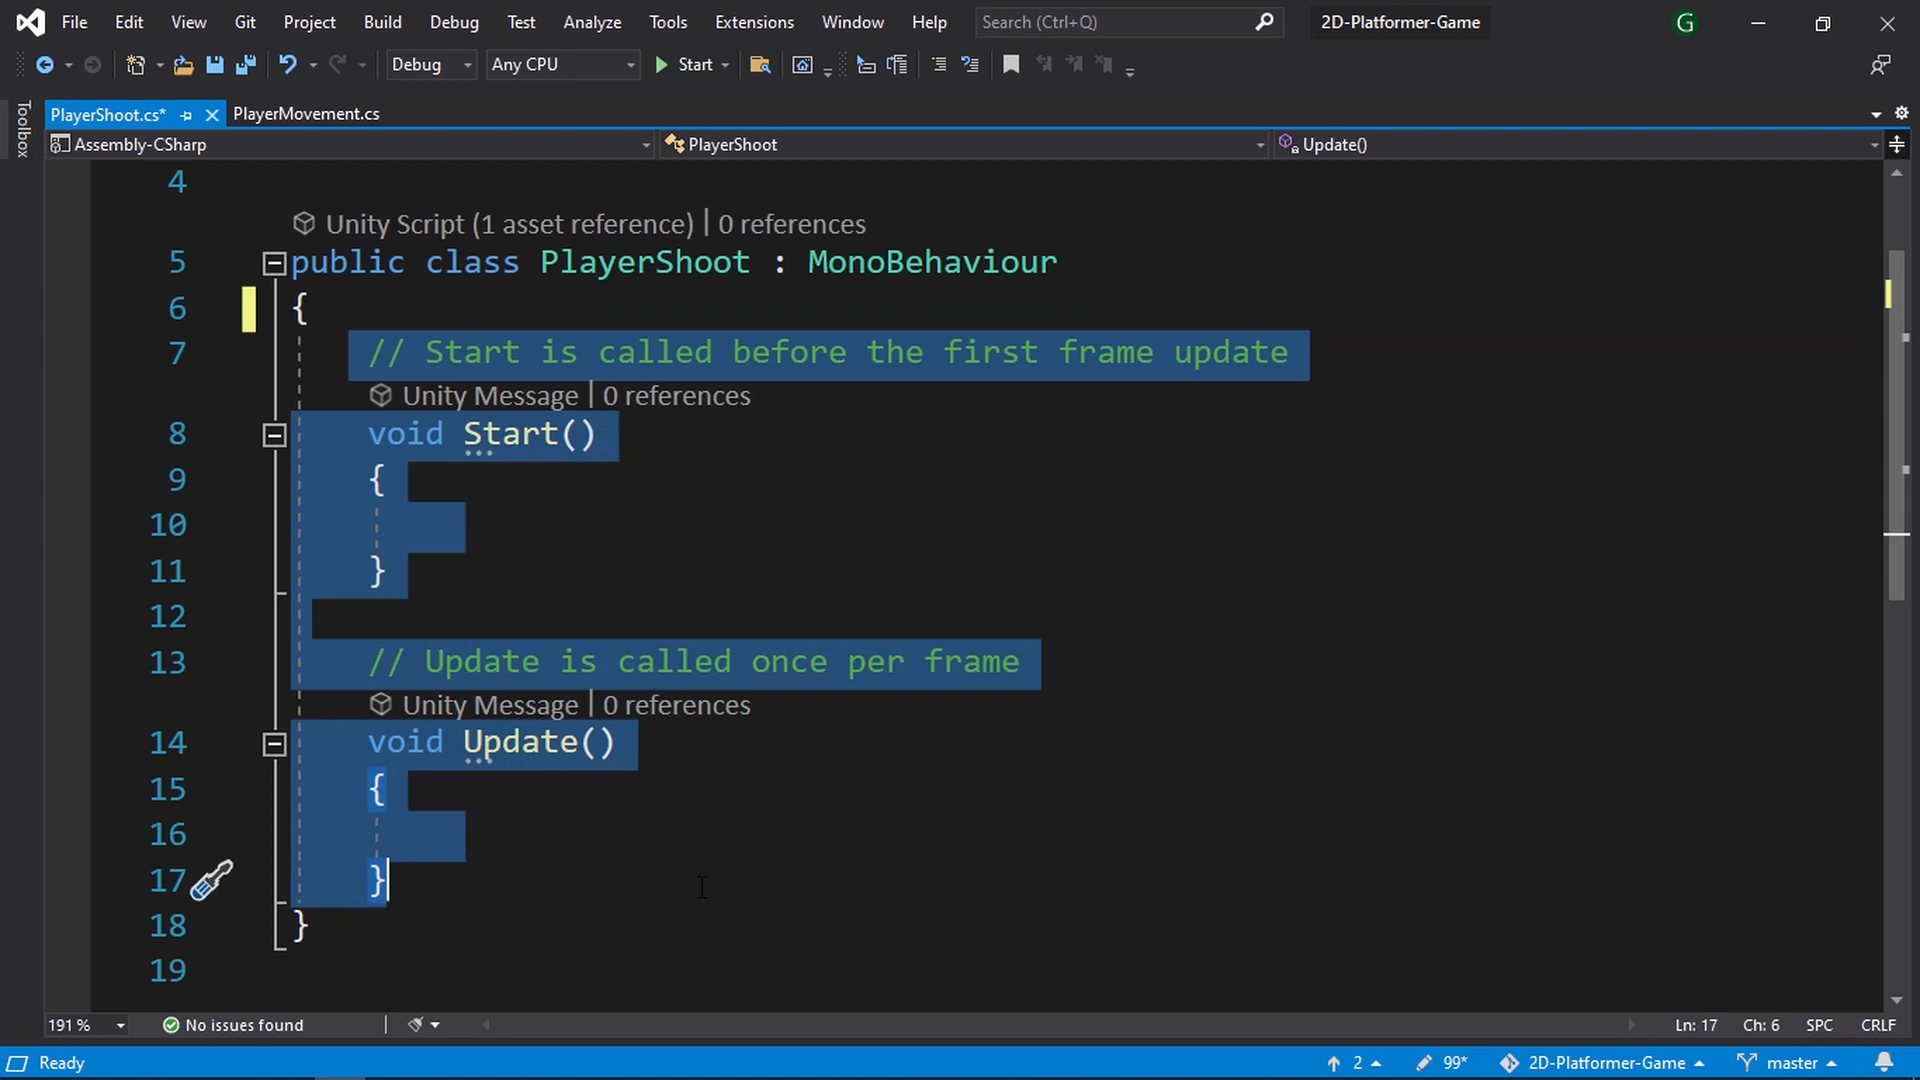 File Edit View Git Project Build Debug Test Analyze Tools Extensions Window Help Search (Ctrl+Q) 2D-Platformer-Game G
Debug Any CPU Start
Toolbox
PlayerShoot.cs* PlayerMovement.cs
Assembly-CSharp PlayerShoot Update()
4
Unity Script (1 asset reference) | 0 references
5 public class PlayerShoot : MonoBehaviour
6 {
7 // Start is called before the first frame update
Unity Message | 0 references
8 void Start()
9 {
10
11 }
12
13 // Update is called once per frame
Unity Message | 0 references
14 void Update()
15 {
16
17 }
18 }
19
191 % No issues found Ln: 17 Ch: 6 SPC CRLF
Ready 2 99* 2D-Platformer-Game master